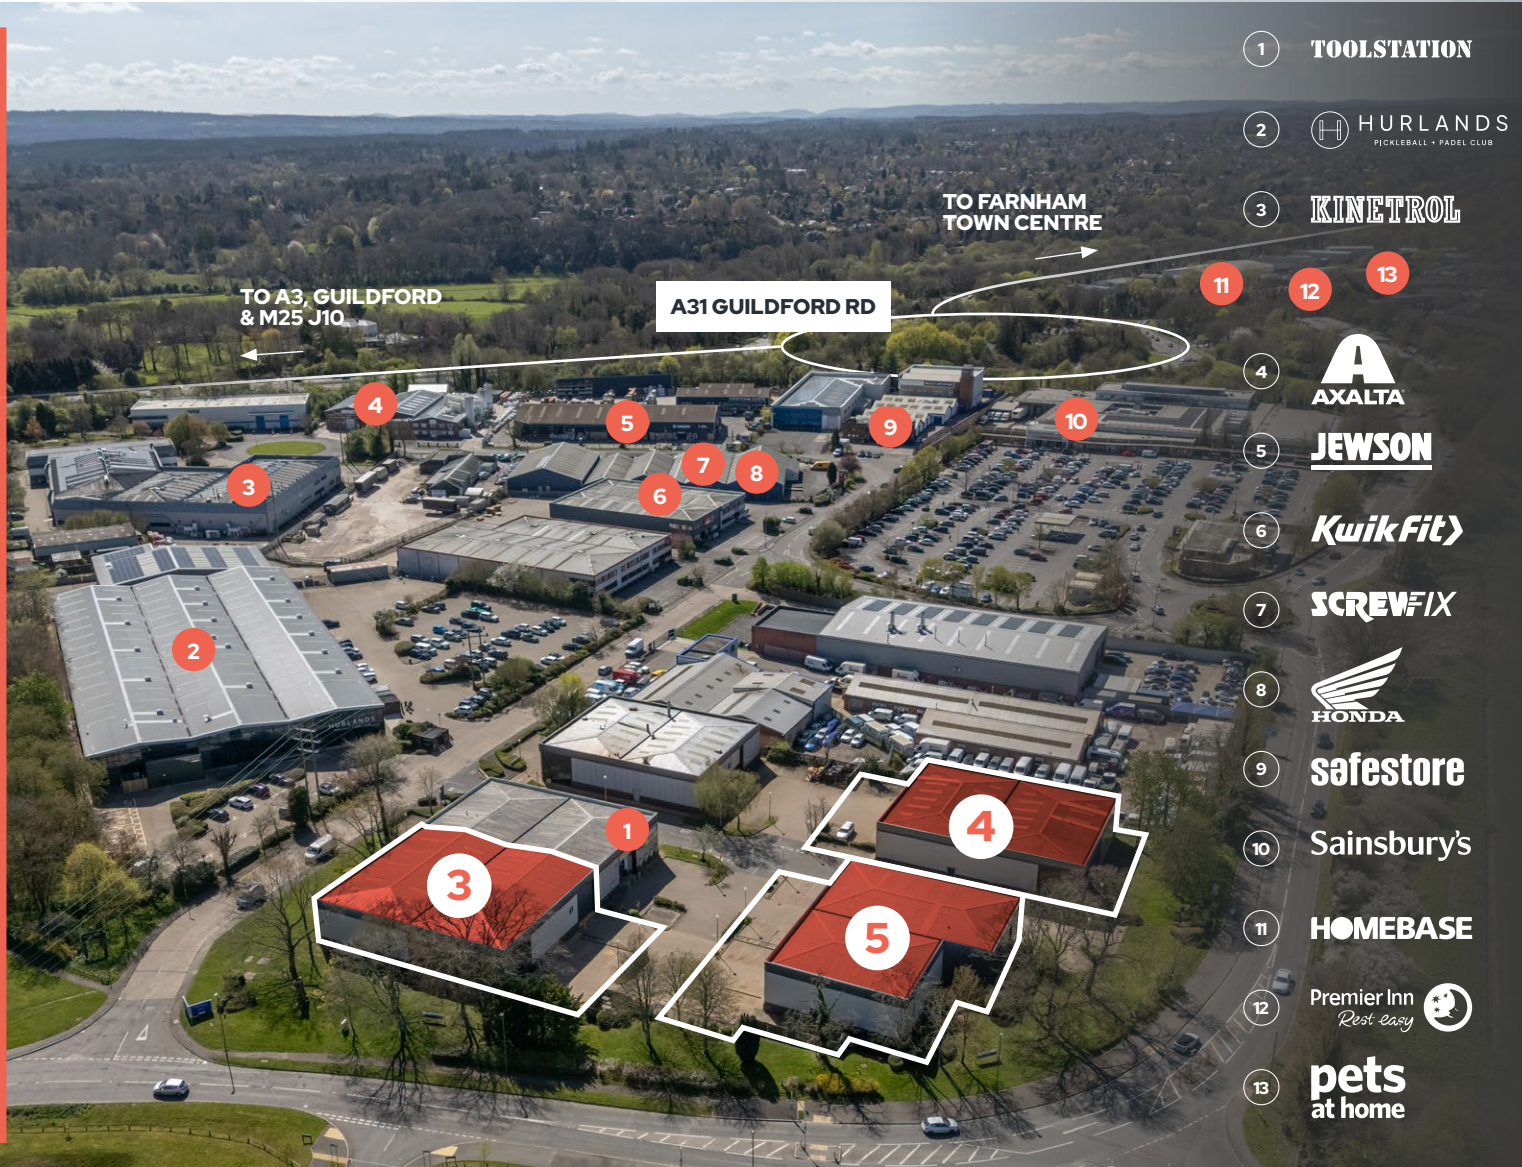 TO FARNHAM
TOWN CENTRE
TO A3, GUILDFORD
& M25 J10
A31 GUILDFORD RD
11
12
13
4
5
9
10
3
7
8
6
2
HURLANDS
1
3
4
5
1 TOOLSTATION
2 H HURLANDS
PICKLEBALL + PADEL CLUB
3 KINETROL
4 AXALTA
5 JEWSON
6 KwikFit
7 SCREWFIX
8 HONDA
9 safestore
10 Sainsbury's
11 HOMEBASE
12 Premier Inn
Rest easy
13 pets
at home